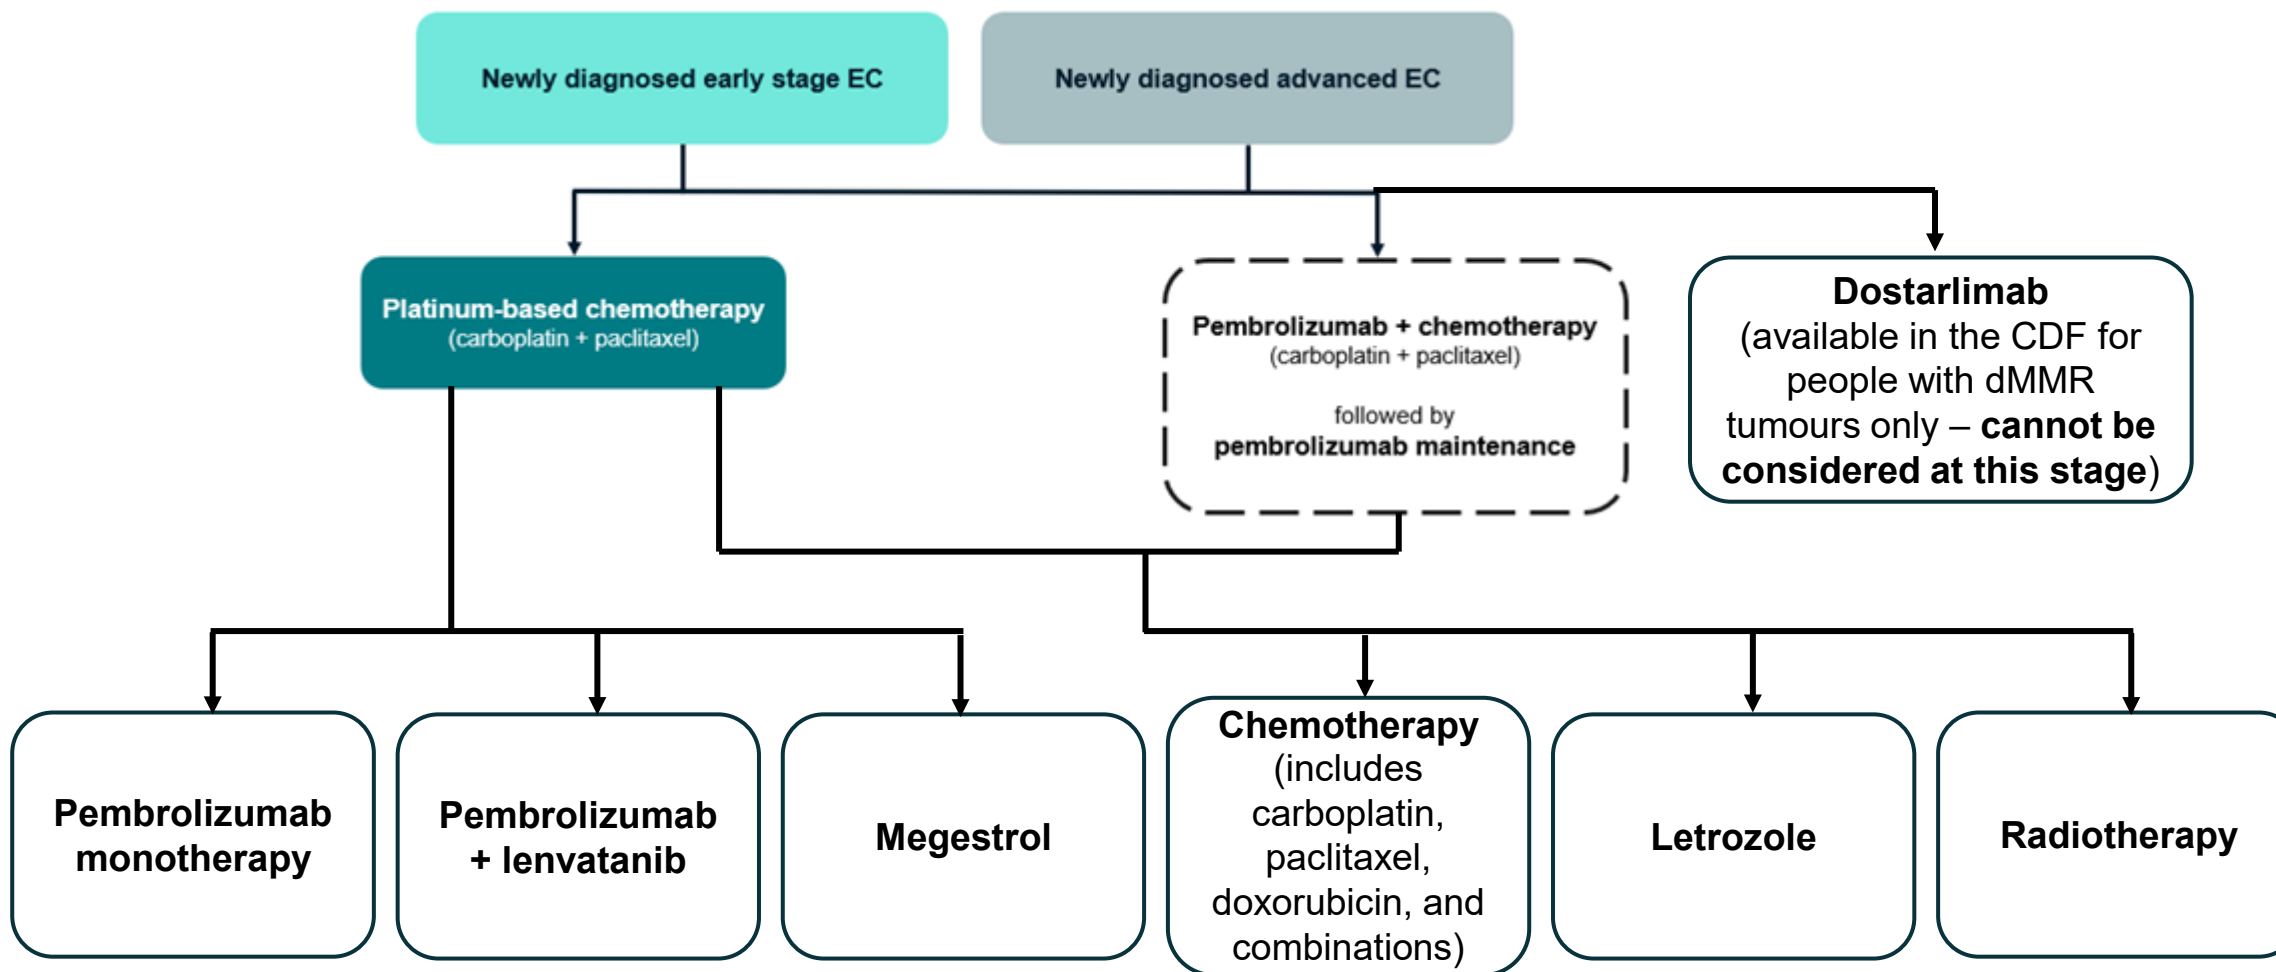 Newly diagnosed early stage EC
Newly diagnosed advanced EC
Platinum-based chemotherapy
(carboplatin + paclitaxel)
Pembrolizumab + chemotherapy
(carboplatin + paclitaxel)
followed by
pembrolizumab maintenance
Dostarlimab
(available in the CDF for
people with dMMR
tumours only – cannot be
considered at this stage)
Pembrolizumab
monotherapy
Pembrolizumab
+ lenvatanib
Megestrol
Chemotherapy
(includes
carboplatin,
paclitaxel,
doxorubicin, and
combinations)
Letrozole
Radiotherapy